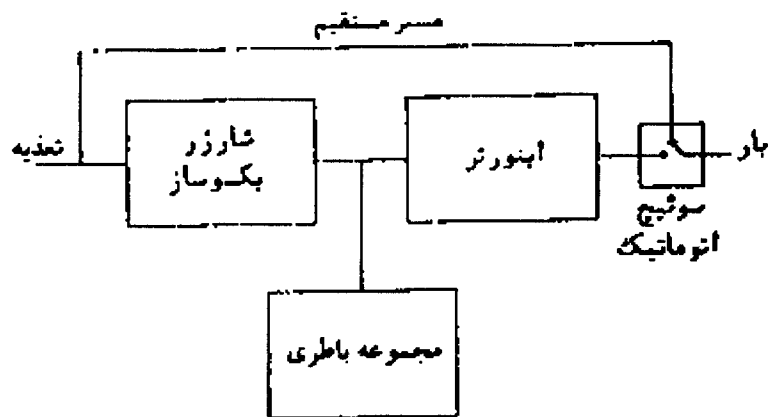 مسیر مستقیم
تغذیه
شارژر
یکسوساز
اینورتر
بار
سوئیچ
اتوماتیک
مجموعه باطری